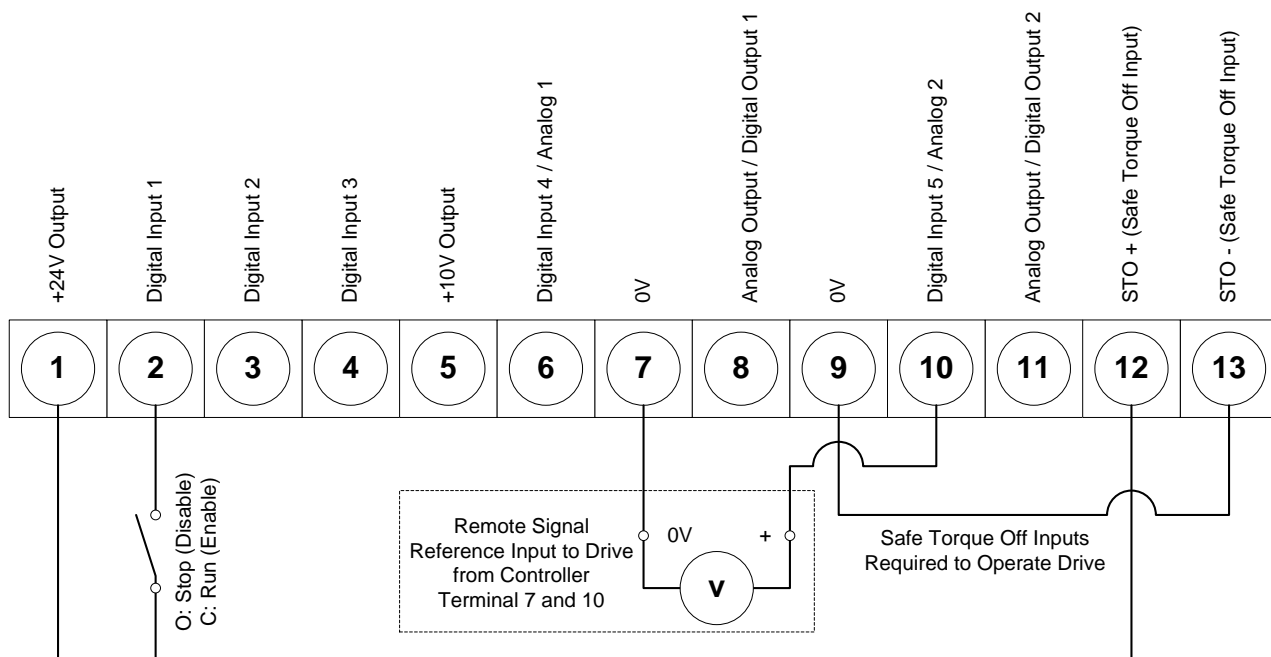 +24V Output
Digital Input 1
Digital Input 2
Digital Input 3
+10V Output
Digital Input 4 / Analog 1
0V
Analog Output / Digital Output 1
0V
Digital Input 5 / Analog 2
Analog Output / Digital Output 2
STO + (Safe Torque Off Input)
STO - (Safe Torque Off Input)
1
2
3
4
5
6
7
8
9
10
11
12
13
O: Stop (Disable)
C: Run (Enable)
Remote Signal
Reference Input to Drive
from Controller
Terminal 7 and 10
0V
+
V
Safe Torque Off Inputs
Required to Operate Drive